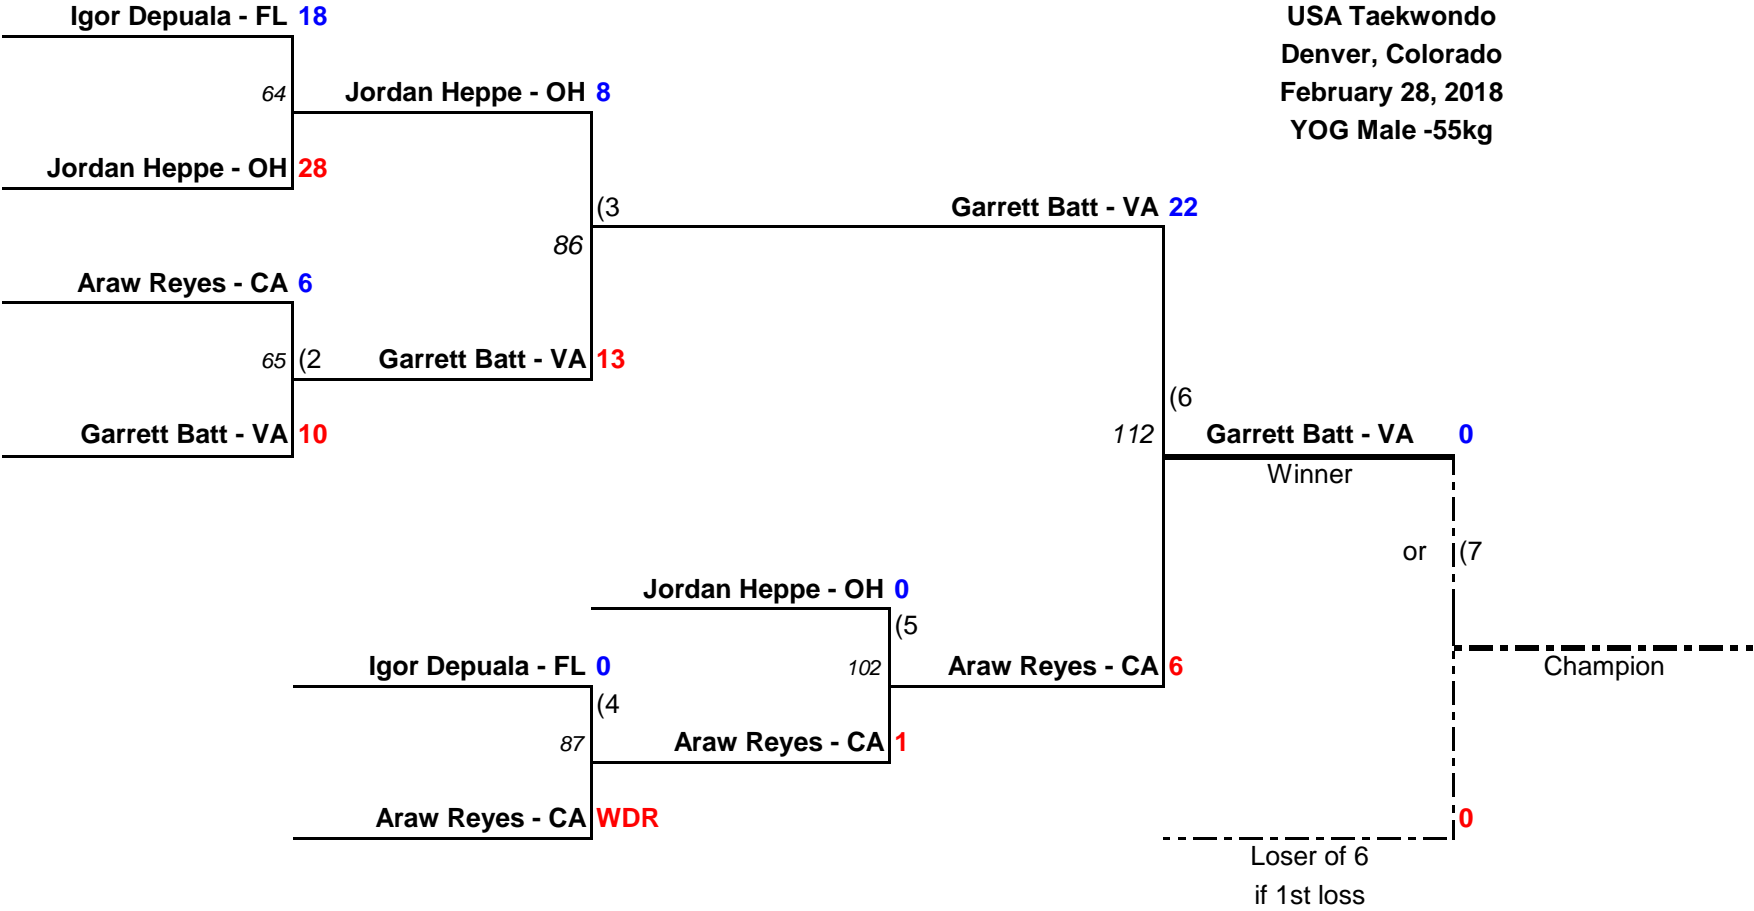 Igor Depuala - FL 18
USA Taekwondo
Denver, Colorado
February 28, 2018
YOG Male -55kg
64
Jordan Heppe - OH 8
Jordan Heppe - OH 28
(3
86
Garrett Batt - VA 22
Araw Reyes - CA 6
65 (2
Garrett Batt - VA 13
Garrett Batt - VA 10
(6
112
Garrett Batt - VA 0
Winner
or (7
Jordan Heppe - OH 0
(5
Igor Depuala - FL 0
102
Araw Reyes - CA 6
Champion
(4
87
Araw Reyes - CA 1
Araw Reyes - CA WDR
0
Loser of 6
if 1st loss